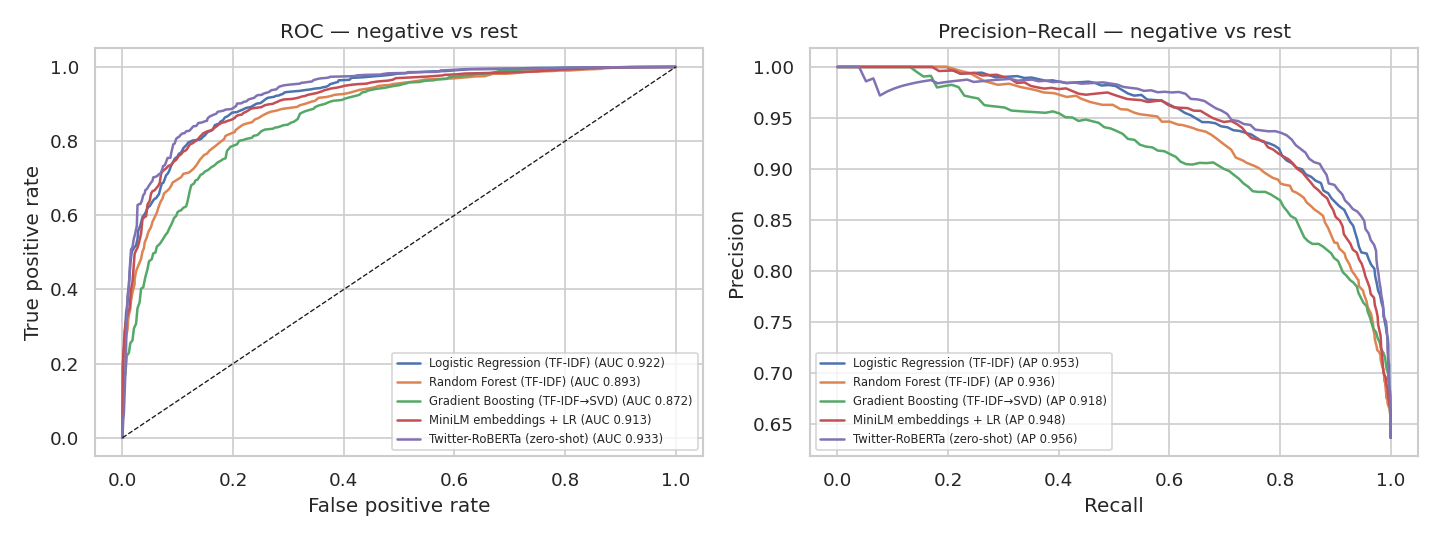 ROC — negative vs rest
True positive rate
1.0
0.8
0.6
0.4
0.2
0.0
Logistic Regression (TF-IDF) (AUC 0.922)
Random Forest (TF-IDF) (AUC 0.893)
Gradient Boosting (TF-IDF→SVD) (AUC 0.872)
MiniLM embeddings + LR (AUC 0.913)
Twitter-RoBERTa (zero-shot) (AUC 0.933)
0.0 0.2 0.4 0.6 0.8 1.0
False positive rate
Precision–Recall — negative vs rest
Precision
1.00
0.95
0.90
0.85
0.80
0.75
0.70
0.65
Logistic Regression (TF-IDF) (AP 0.953)
Random Forest (TF-IDF) (AP 0.936)
Gradient Boosting (TF-IDF→SVD) (AP 0.918)
MiniLM embeddings + LR (AP 0.948)
Twitter-RoBERTa (zero-shot) (AP 0.956)
0.0 0.2 0.4 0.6 0.8 1.0
Recall